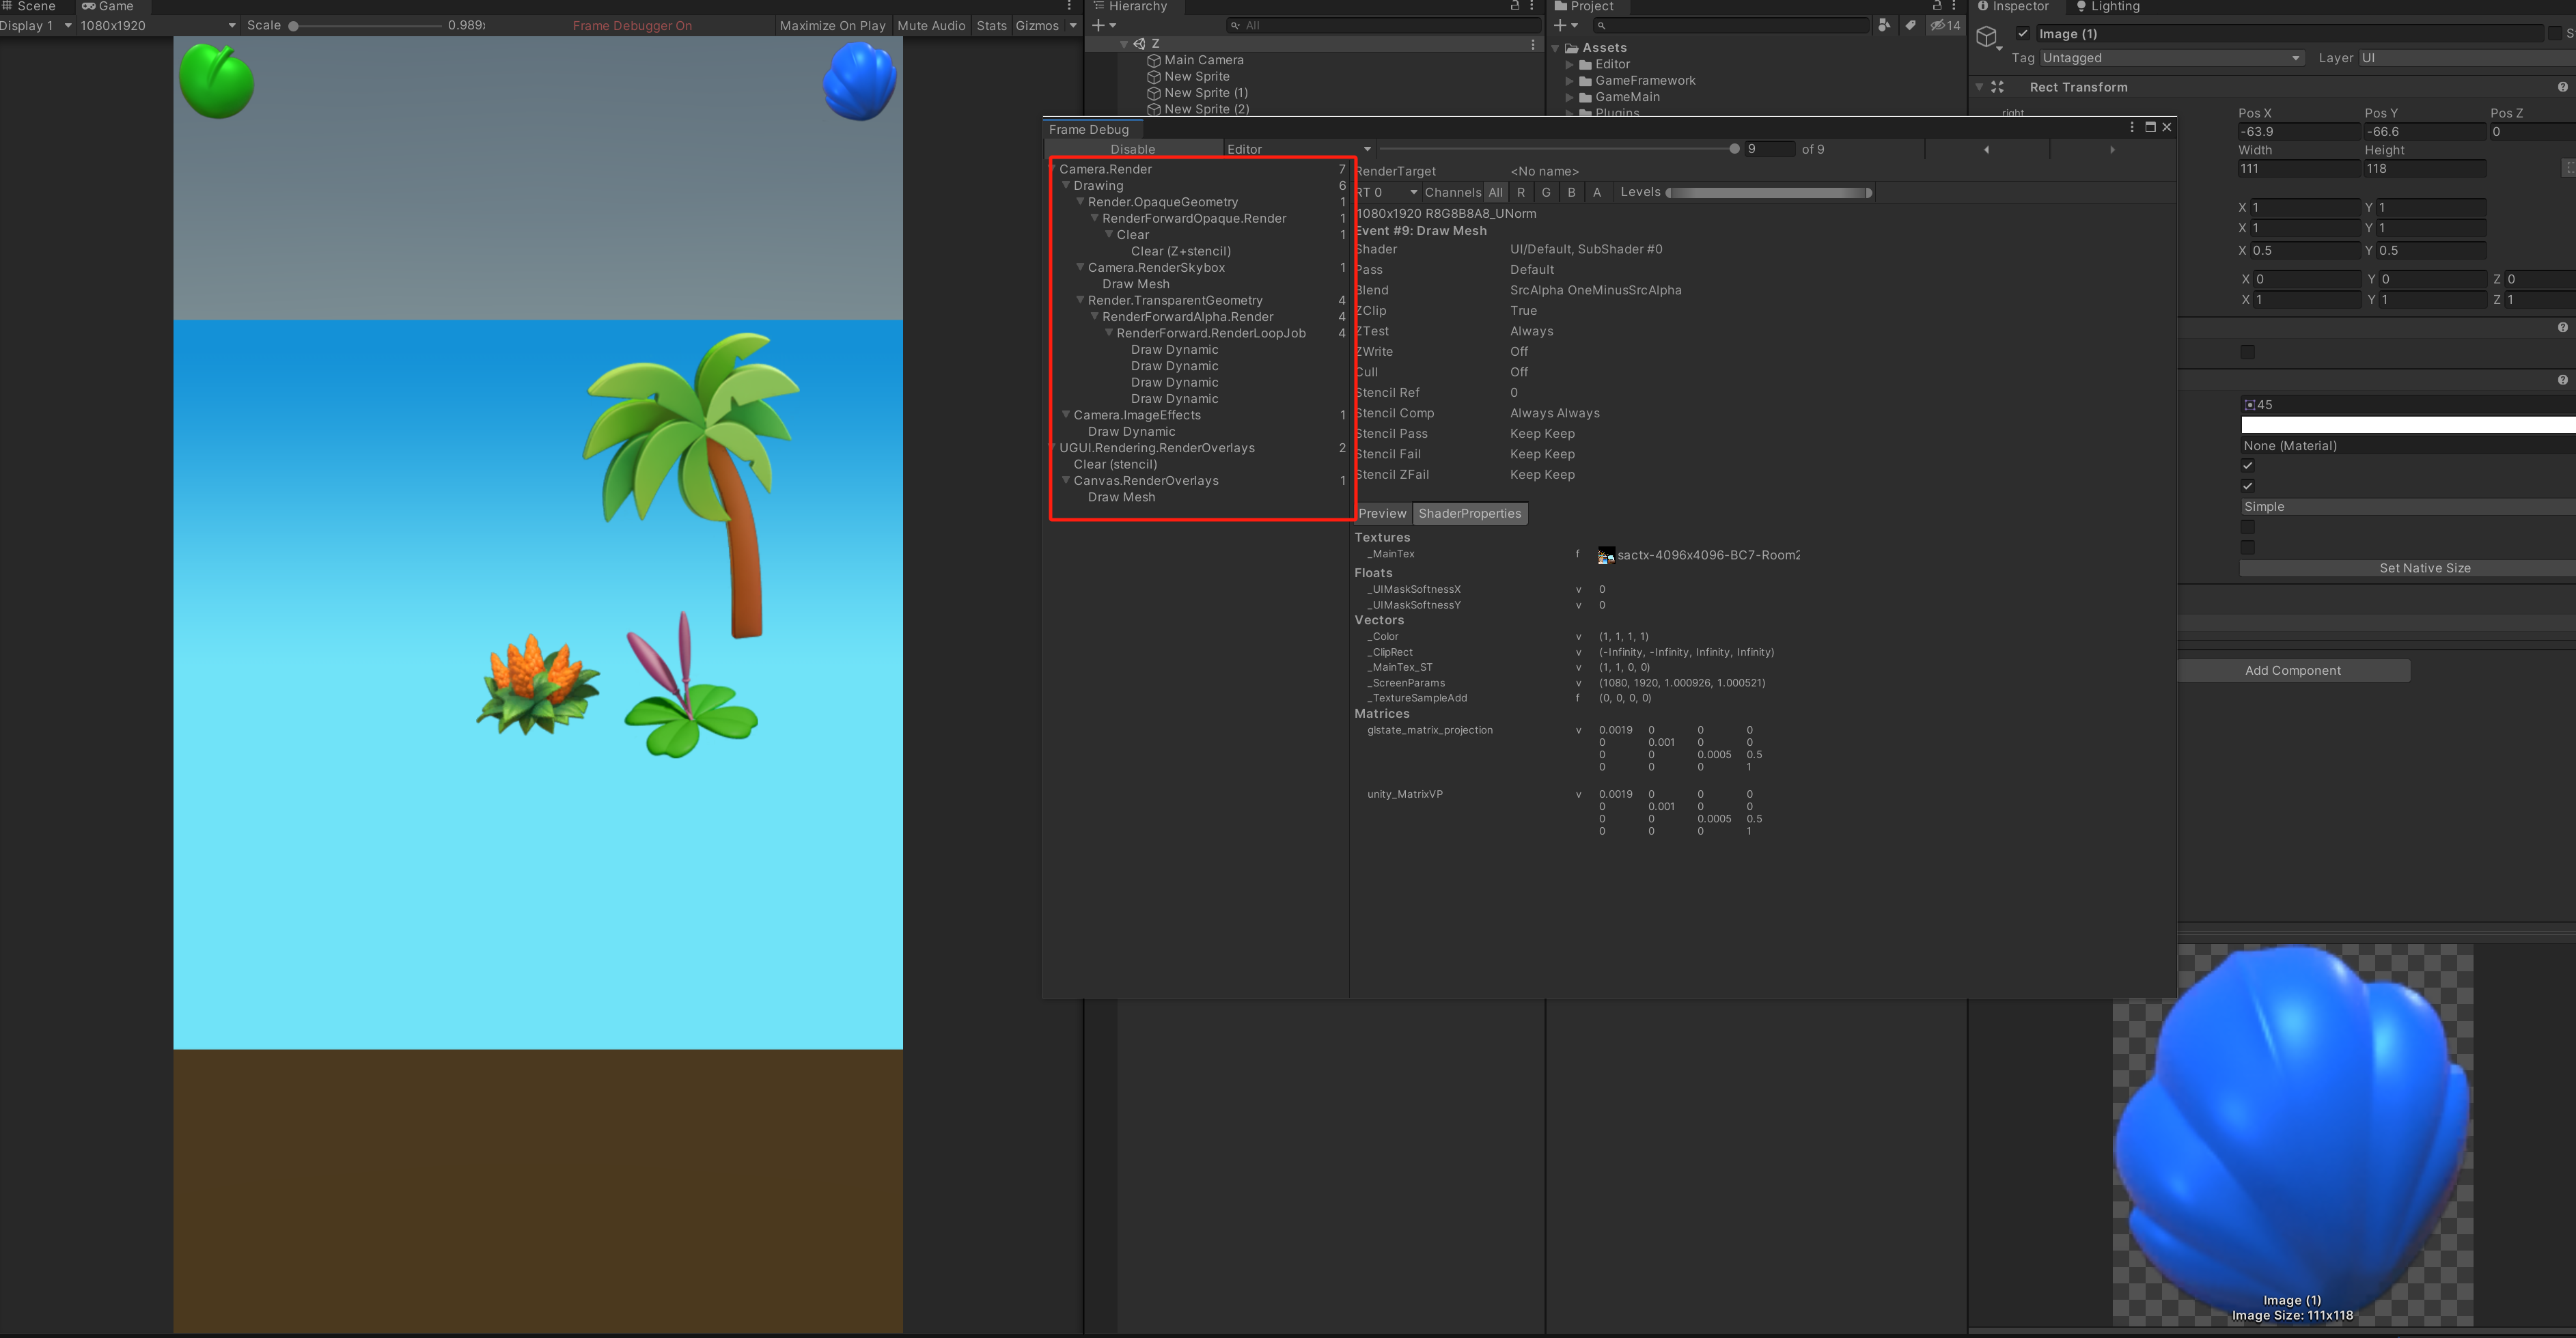 Scene
Game
Display 1
1080x1920
Scale
0.989x
Frame Debugger On
Maximize On Play
Mute Audio
Stats
Gizmos
Hierarchy
All
Z
Main Camera
New Sprite
New Sprite (1)
New Sprite (2)
Project
14
Assets
Editor
GameFramework
GameMain
Plugins
Inspector
Lighting
Image (1)
Tag Untagged
Layer UI
Rect Transform
right
Pos X Pos Y Pos Z
-63.9 -66.6 0
Width Height
111 118
X 1 Y 1
X 1 Y 1
X 0.5 Y 0.5
X 0 Y 0 Z 0
X 1 Y 1 Z 1
45
None (Material)
Simple
Set Native Size
Add Component
Image (1)
Image Size: 111x118
Frame Debug
Disable
Editor
9 of 9
Camera.Render 7
Drawing 6
Render.OpaqueGeometry 1
RenderForwardOpaque.Render 1
Clear 1
Clear (Z+stencil)
Camera.RenderSkybox 1
Draw Mesh
Render.TransparentGeometry 4
RenderForwardAlpha.Render 4
RenderForward.RenderLoopJob 4
Draw Dynamic
Draw Dynamic
Draw Dynamic
Draw Dynamic
Camera.ImageEffects 1
Draw Dynamic
UGUI.Rendering.RenderOverlays 2
Clear (stencil)
Canvas.RenderOverlays 1
Draw Mesh
RenderTarget <No name>
RT 0 Channels All R G B A Levels
1080x1920 R8G8B8A8_UNorm
Event #9: Draw Mesh
Shader UI/Default, SubShader #0
Pass Default
Blend SrcAlpha OneMinusSrcAlpha
ZClip True
ZTest Always
ZWrite Off
Cull Off
Stencil Ref 0
Stencil Comp Always Always
Stencil Pass Keep Keep
Stencil Fail Keep Keep
Stencil ZFail Keep Keep
Preview ShaderProperties
Textures
_MainTex f sactx-4096x4096-BC7-Room2
Floats
_UIMaskSoftnessX v 0
_UIMaskSoftnessY v 0
Vectors
_Color v (1, 1, 1, 1)
_ClipRect v (-Infinity, -Infinity, Infinity, Infinity)
_MainTex_ST v (1, 1, 0, 0)
_ScreenParams v (1080, 1920, 1.000926, 1.000521)
_TextureSampleAdd f (0, 0, 0, 0)
Matrices
glstate_matrix_projection v 0.0019 0 0 0
0 0.001 0 0
0 0 0.0005 0.5
0 0 0 1
unity_MatrixVP v 0.0019 0 0 0
0 0.001 0 0
0 0 0.0005 0.5
0 0 0 1